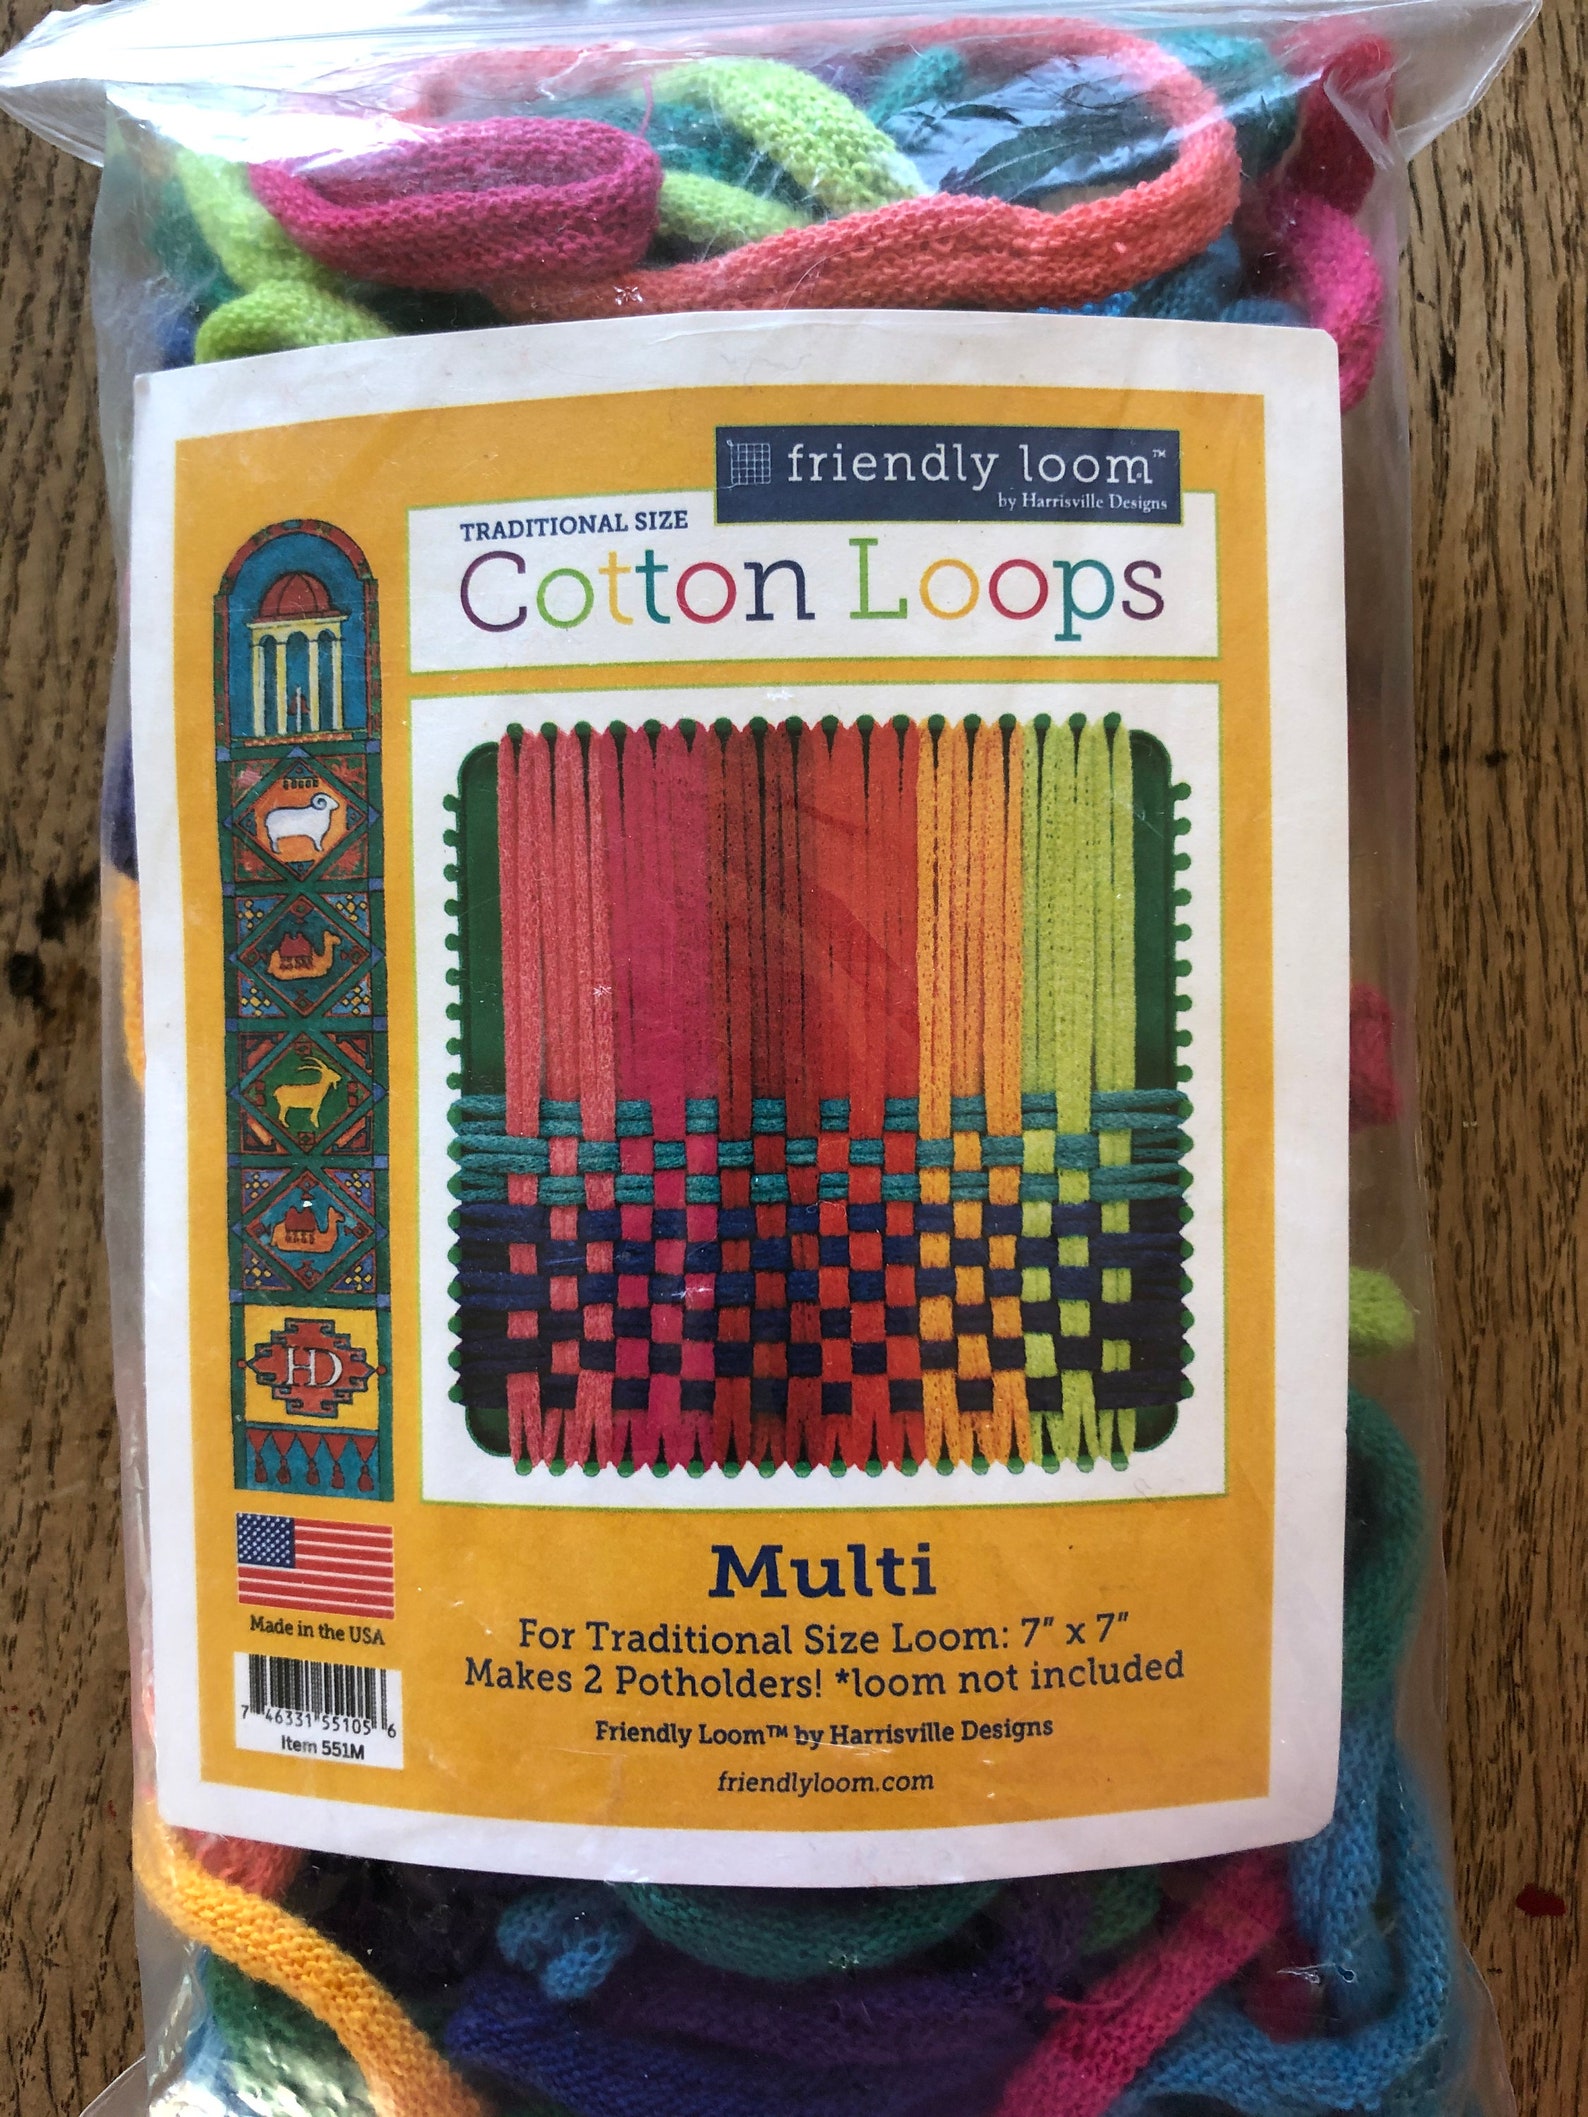 friendly loom™
by Harrisville Designs
TRADITIONAL SIZE
Cotton Loops
HD
Multi
For Traditional Size Loom: 7" x 7"
Makes 2 Potholders! *loom not included
Friendly Loom™ by Harrisville Designs
friendlyloom.com
Made in the USA
7 46331 55105 6
Item 551M